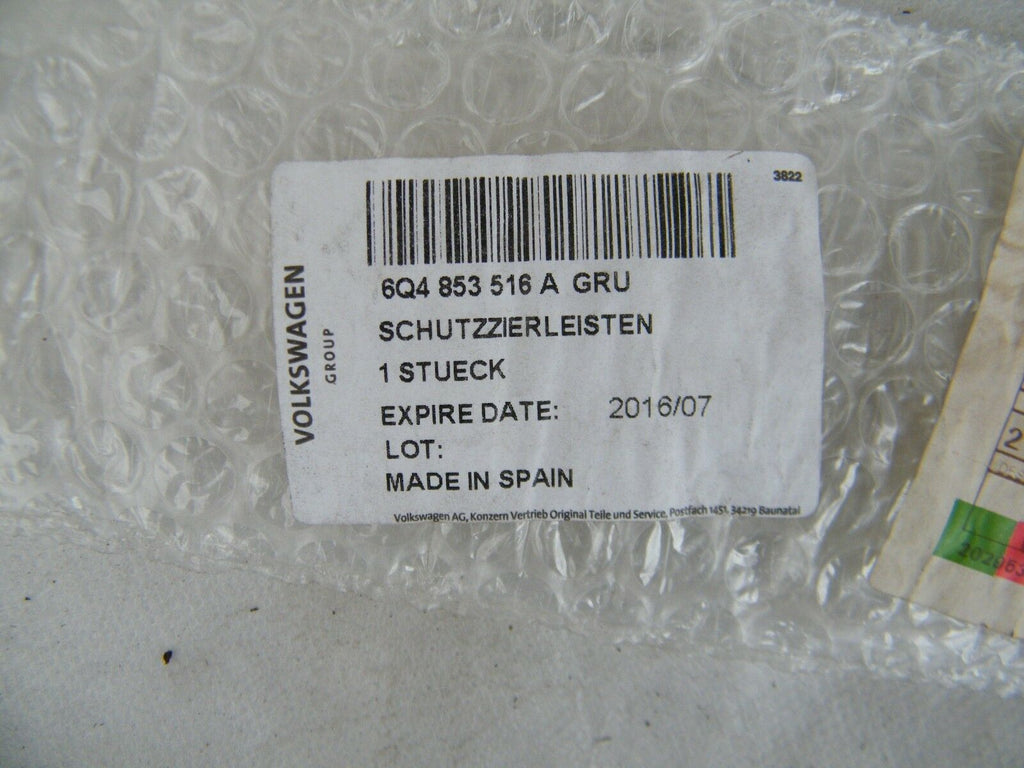 3822
VOLKSWAGEN
GROUP
6Q4 853 516 A GRU
SCHUTZZIERLEISTEN
1 STUECK
EXPIRE DATE: 2016/07
LOT:
MADE IN SPAIN
Volkswagen AG, Konzern Vertrieb Original Teile und Service, Postfach 1451, 34219 Baunatal
2